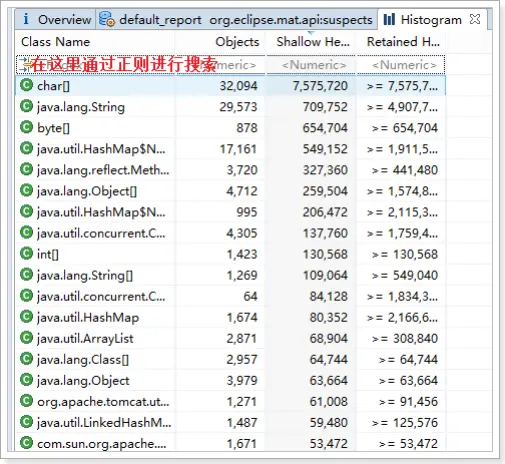 i Overview default_report org.eclipse.mat.api:suspects Histogram
Class Name Objects Shallow He... Retained H...
在这里通过正则进行搜索 <Numeric> <Numeric> <Numeric>
char[] 32,094 7,575,720 >= 7,575,7...
java.lang.String 29,573 709,752 >= 4,907,7...
byte[] 878 654,704 >= 654,704
java.util.HashMap$N... 17,161 549,152 >= 1,911,5...
java.lang.reflect.Meth... 3,720 327,360 >= 441,480
java.lang.Object[] 4,712 259,504 >= 1,574,8...
java.util.HashMap$N... 995 206,472 >= 2,115,3...
java.util.concurrent.C... 4,305 137,760 >= 1,759,4...
int[] 1,423 130,568 >= 130,568
java.lang.String[] 1,269 109,064 >= 549,040
java.util.concurrent.C... 64 84,128 >= 1,834,3...
java.util.HashMap 1,674 80,352 >= 2,166,6...
java.util.ArrayList 2,871 68,904 >= 308,840
java.lang.Class[] 2,957 64,744 >= 64,744
java.lang.Object 3,979 63,664 >= 63,664
org.apache.tomcat.ut... 1,271 61,008 >= 91,456
java.util.LinkedHashM... 1,487 59,480 >= 125,576
com.sun.org.apache.... 1,671 53,472 >= 53,472